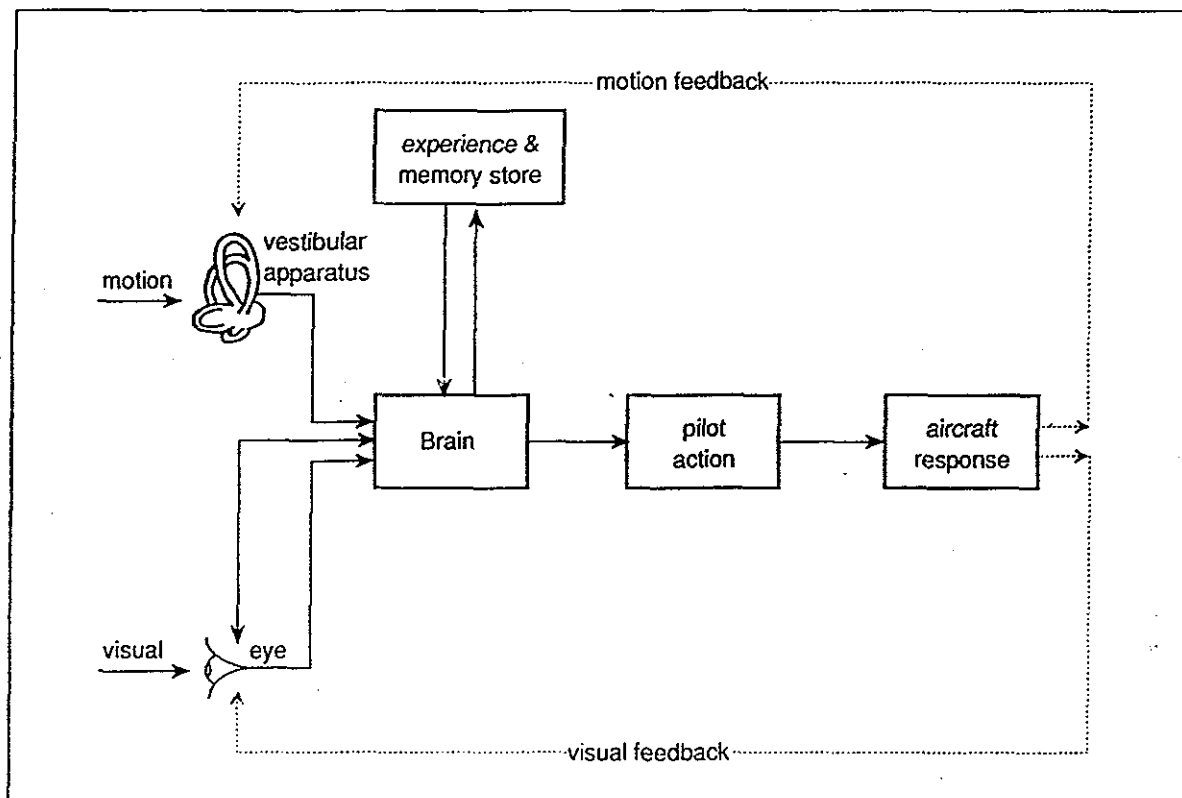 motion feedback
experience &
memory store
vestibular
apparatus
motion
Brain
pilot
action
aircraft
response
visual
eye
visual feedback